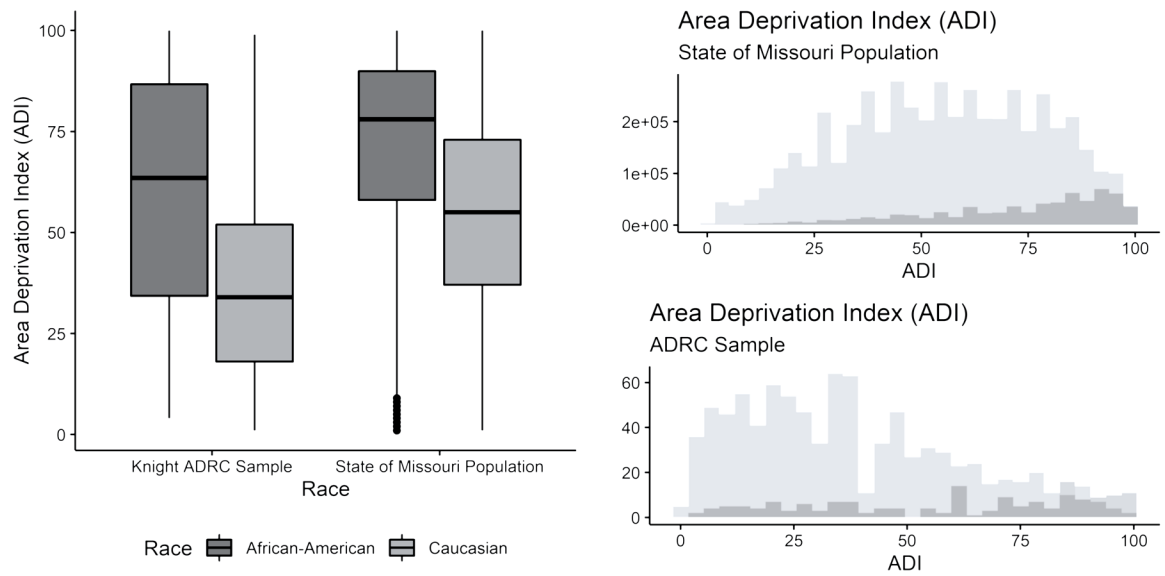 Area Deprivation Index (ADI)
100
75
50
25
0
Knight ADRC Sample
State of Missouri Population
Race
Race
African-American
Caucasian
Area Deprivation Index (ADI)
State of Missouri Population
2e+05
1e+05
0e+00
0
25
50
75
100
ADI
Area Deprivation Index (ADI)
ADRC Sample
60
40
20
0
0
25
50
75
100
ADI